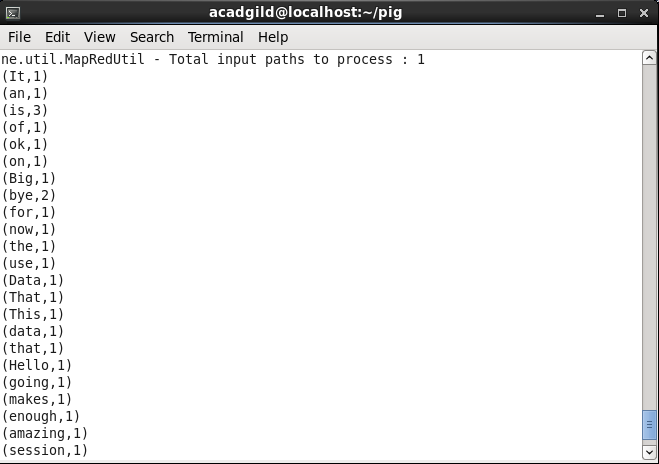 acadgild@localhost:~/pig
File Edit View Search Terminal Help
ne.util.MapRedUtil - Total input paths to process : 1
(It,1)
(an,1)
(is,3)
(of,1)
(ok,1)
(on,1)
(Big,1)
(bye,2)
(for,1)
(now,1)
(the,1)
(use,1)
(Data,1)
(That,1)
(This,1)
(data,1)
(that,1)
(Hello,1)
(going,1)
(makes,1)
(enough,1)
(amazing,1)
(session,1)